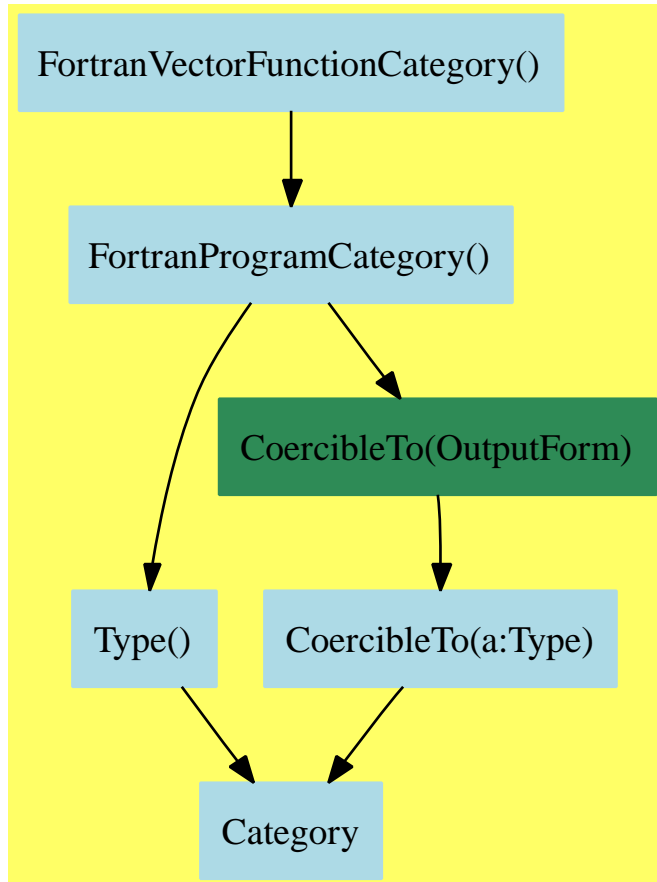 FortranVectorFunctionCategory()
FortranProgramCategory()
CoercibleTo(OutputForm)
Type()
CoercibleTo(a:Type)
Category